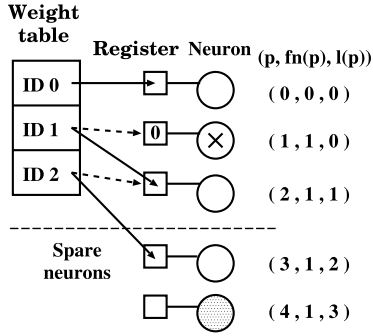 Weight
table
Register Neuron (p, fn(p), l(p))
ID 0 ( 0 , 0 , 0 )
ID 1 0 ( 1 , 1 , 0 )
ID 2 ( 2 , 1 , 1 )
Spare
neurons
( 3 , 1 , 2 )
( 4 , 1 , 3 )